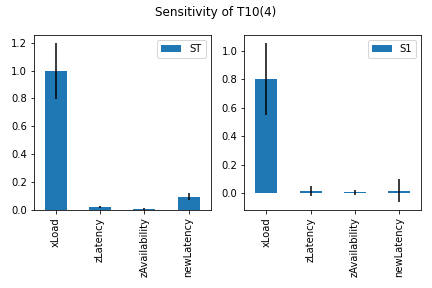 Sensitivity of T10(4)
ST
1.2
1.0
0.8
0.6
0.4
0.2
0.0
xLoad
zLatency
zAvailability
newLatency
S1
1.0
0.8
0.6
0.4
0.2
0.0
xLoad
zLatency
zAvailability
newLatency